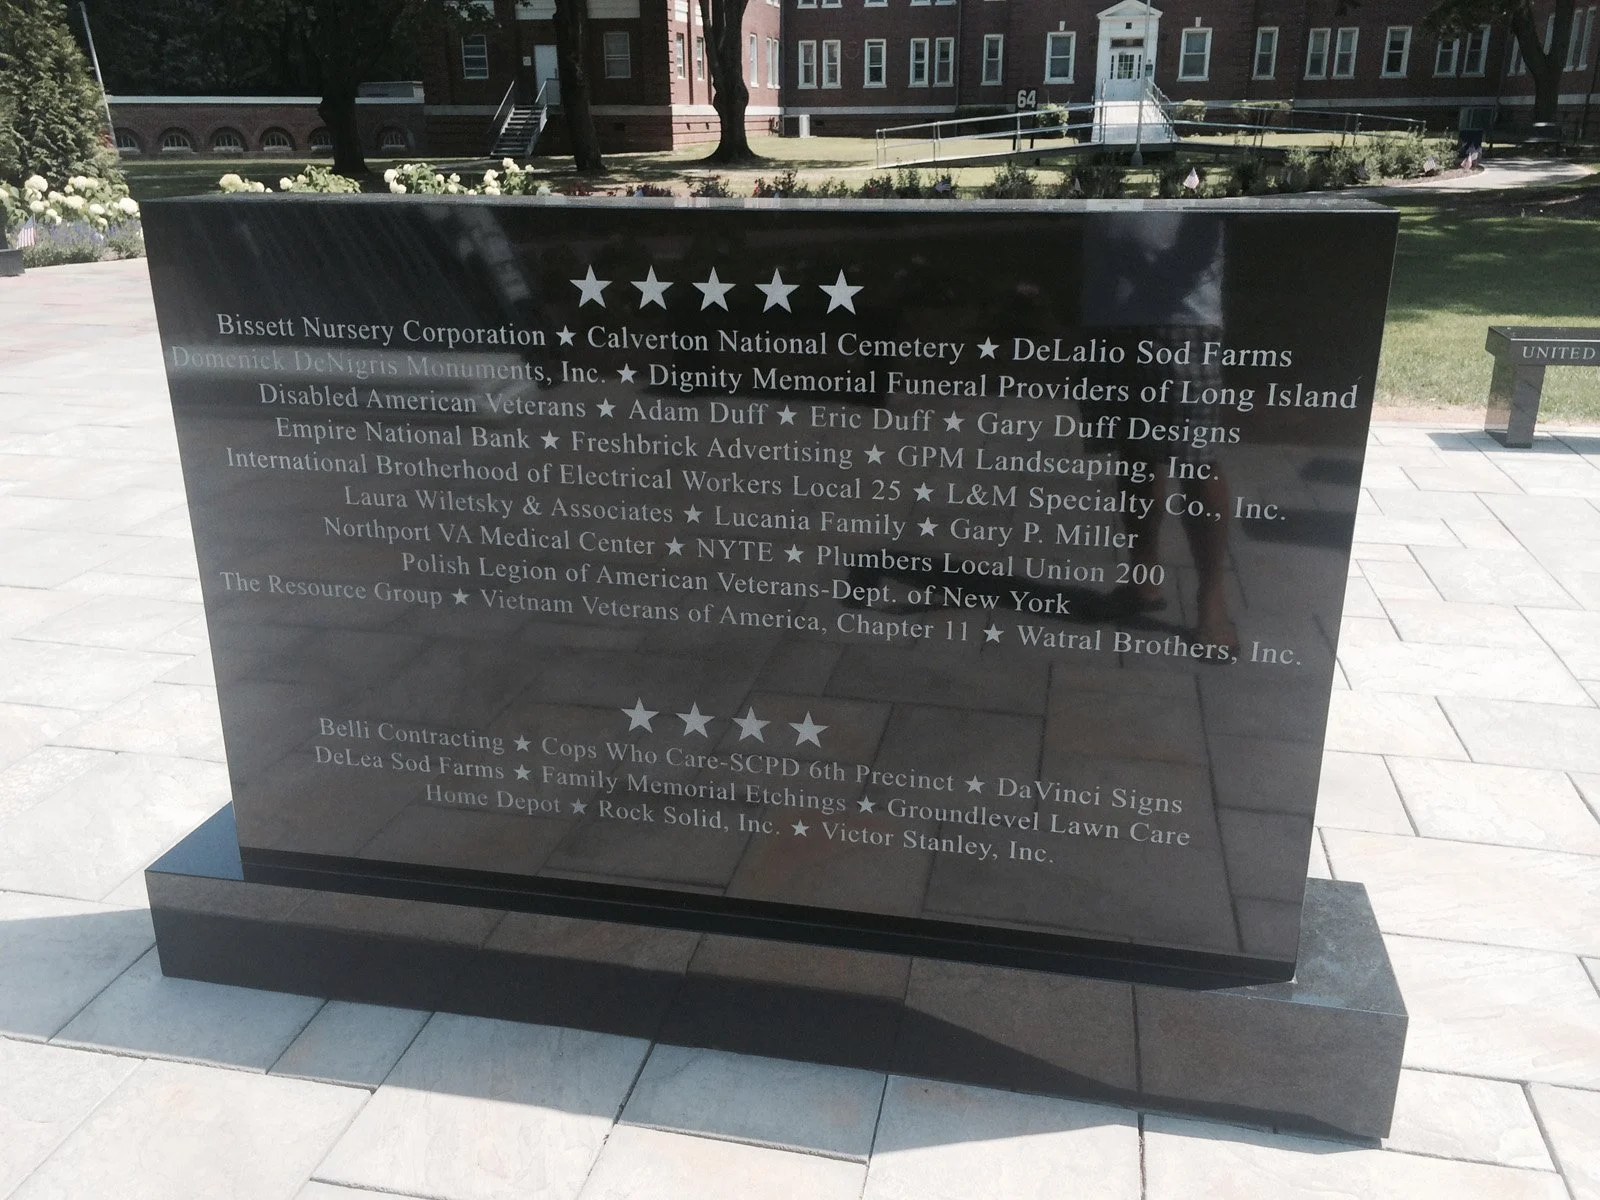 64
UNITED
★ ★ ★ ★ ★
Bissett Nursery Corporation ★ Calverton National Cemetery ★ DeLalio Sod Farms
Domenick DeNigris Monuments, Inc. ★ Dignity Memorial Funeral Providers of Long Island
Disabled American Veterans ★ Adam Duff ★ Eric Duff ★ Gary Duff Designs
Empire National Bank ★ Freshbrick Advertising ★ GPM Landscaping, Inc.
International Brotherhood of Electrical Workers Local 25 ★ L&M Specialty Co., Inc.
Laura Wiletsky & Associates ★ Lucania Family ★ Gary P. Miller
Northport VA Medical Center ★ NYTE ★ Plumbers Local Union 200
Polish Legion of American Veterans-Dept. of New York
The Resource Group ★ Vietnam Veterans of America, Chapter 11 ★ Watral Brothers, Inc.
★ ★ ★ ★
Belli Contracting ★ Cops Who Care-SCPD 6th Precinct ★ DaVinci Signs
DeLea Sod Farms ★ Family Memorial Etchings ★ Groundlevel Lawn Care
Home Depot ★ Rock Solid, Inc. ★ Victor Stanley, Inc.